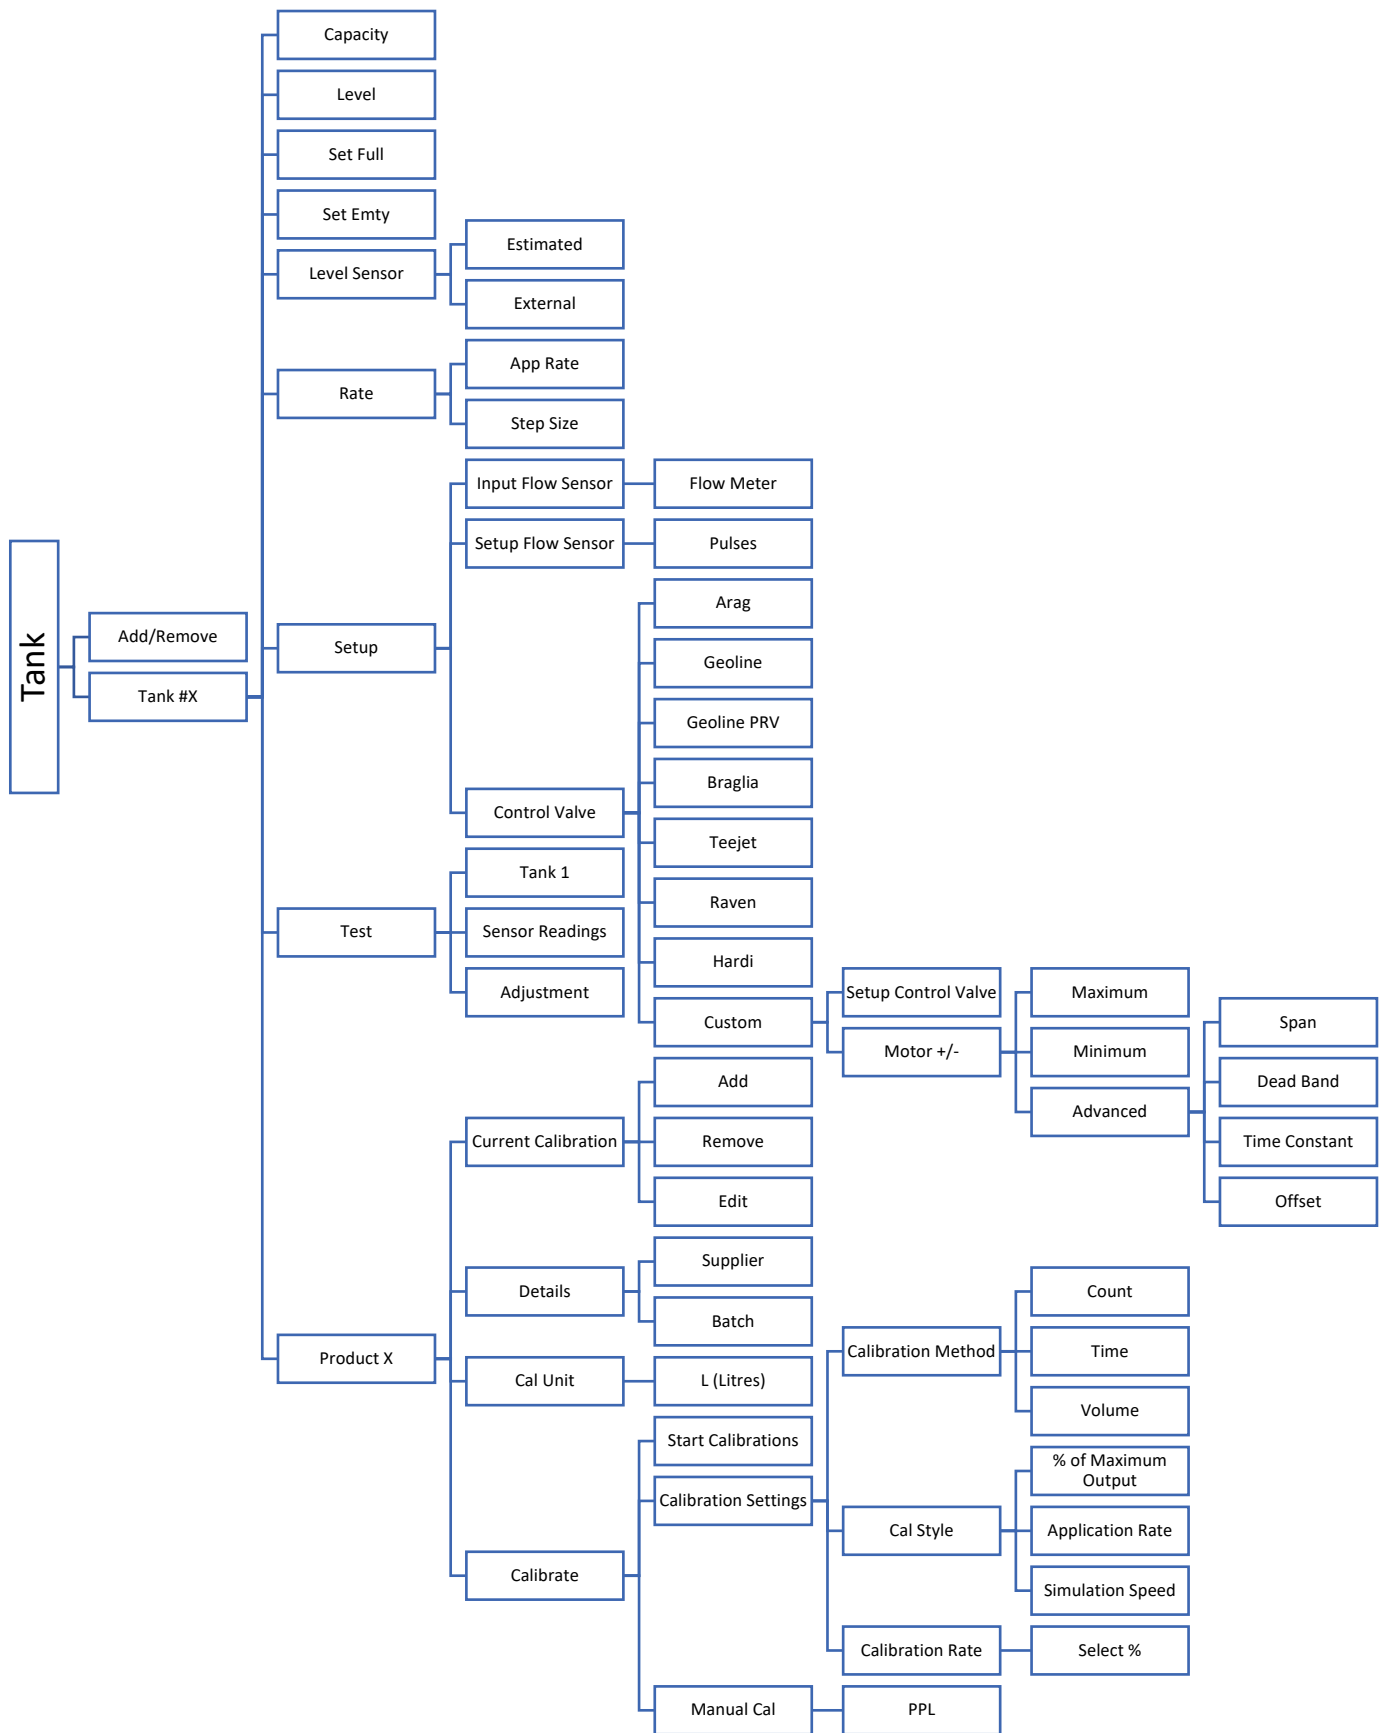 Capacity
Level
Set Full
Set Emty
Estimated
Level Sensor
External
App Rate
Rate
Step Size
Input Flow Sensor
Flow Meter
Setup Flow Sensor
Pulses
Arag
Tank
Add/Remove
Setup
Geoline
Tank #X
Geoline PRV
Braglia
Control Valve
Teejet
Tank 1
Raven
Test
Sensor Readings
Hardi
Adjustment
Setup Control Valve
Maximum
Custom
Span
Motor +/-
Minimum
Add
Dead Band
Advanced
Current Calibration
Remove
Time Constant
Edit
Offset
Supplier
Details
Count
Batch
Product X
Calibration Method
Time
Cal Unit
L (Litres)
Volume
Start Calibrations
% of Maximum
Output
Calibration Settings
Cal Style
Application Rate
Calibrate
Simulation Speed
Calibration Rate
Select %
Manual Cal
PPL